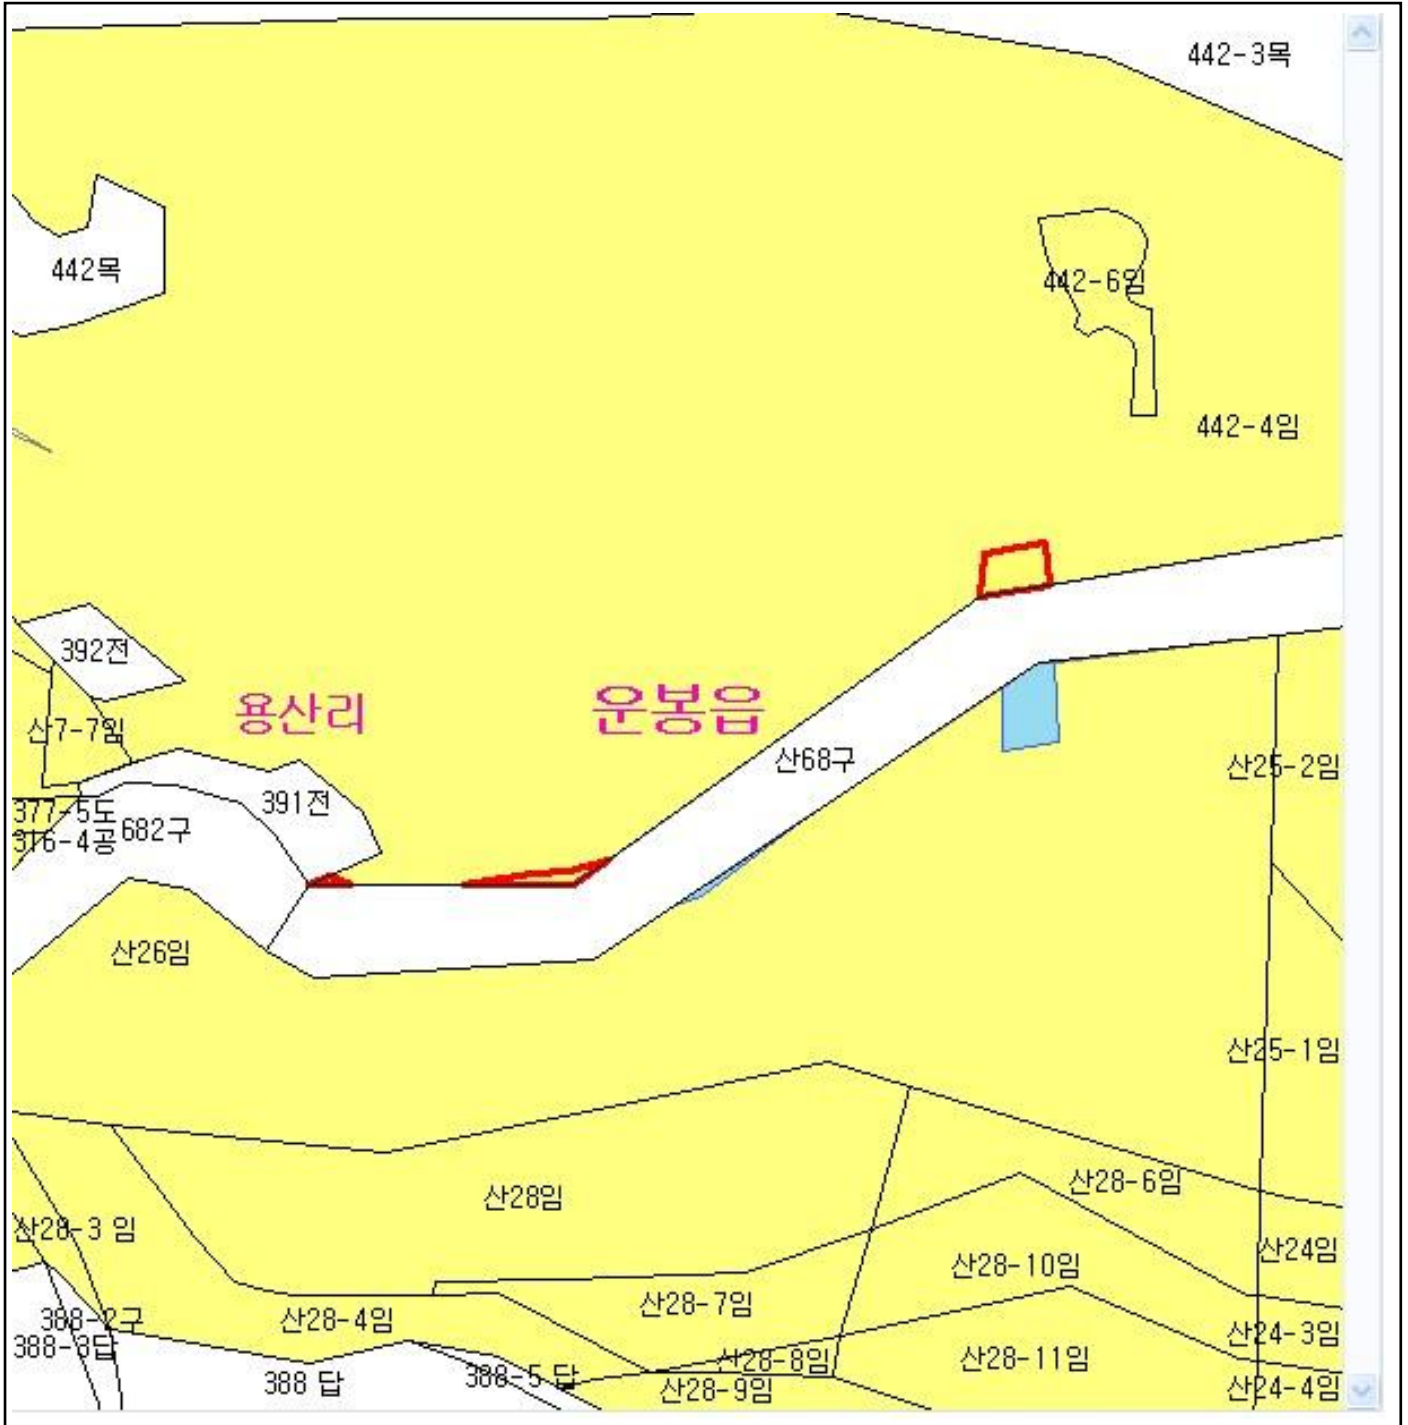 442-3목
442목
442-6임
442-4임
392전
용산리
운봉읍
산7-7임
산68구
산25-2임
391전
377-5도
682구
316-4공
산26임
산25-1임
산28-6임
산28임
산28-3 임
산24임
산28-10임
산28-7임
388-2구
산28-4임
산24-3임
388-3답
산28-8임
산28-11임
388 답
388-5 답
산28-9임
산24-4임